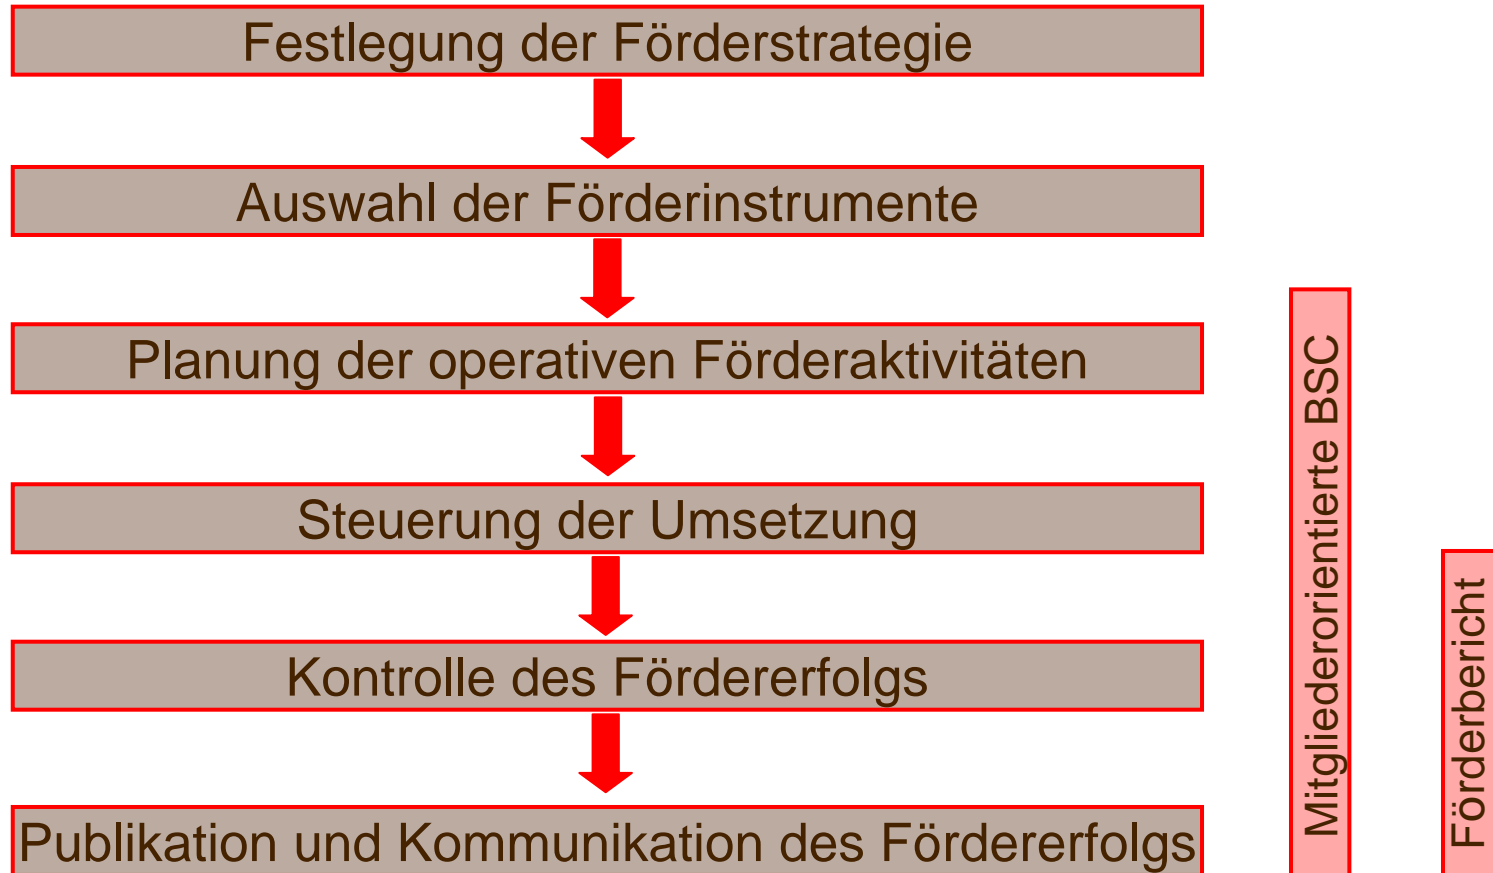 Festlegung der Förderstrategie
Auswahl der Förderinstrumente
Planung der operativen Förderaktivitäten
Steuerung der Umsetzung
Kontrolle des Fördererfolgs
Publikation und Kommunikation des Fördererfolgs
Mitgliederorientierte BSC
Förderbericht